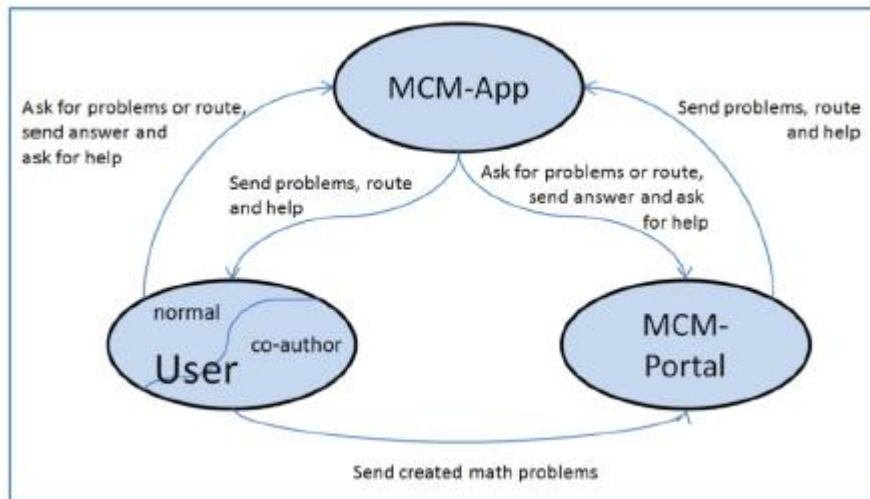 MCM-App
Ask for problems or route,
send answer and
ask for help
Send problems, route
and help
Send problems, route
and help
Ask for problems or route,
send answer and ask
for help
normal
co-author
User
MCM-
Portal
Send created math problems